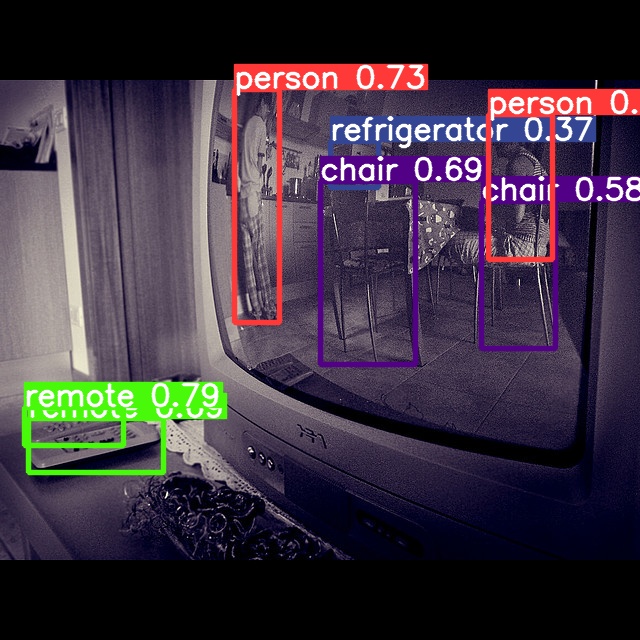 person 0.73
person 0.
refrigerator 0.37
chair 0.69
chair 0.58
remote 0.79